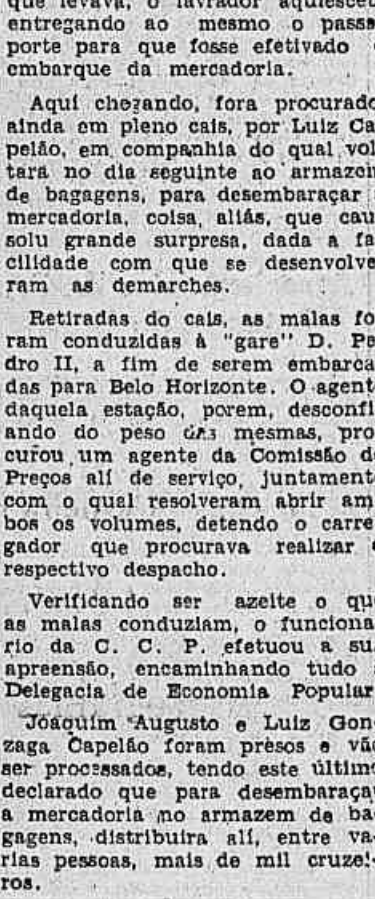 que levava, o lavrador aquiesceu
entregando ao mesmo o passa
porte para que fosse efetivado
embarque da mercadoria.
Aqui chegando, fora procurado
ainda em pleno cais, por Luiz Ca
pelão, em companhia do qual vol
tara no dia seguinte ao armazem
de bagagens, para desembaraçar
mercadoria, coisa, aliás, que cau
solu grande surpresa, dada a fa
cilidade com que se desenvolve
ram as demarches.
Retiradas do cais, as malas fo
ram conduzidas à "gare" D. Pe
dro II, a fim de serem embarca
das para Belo Horizonte. O agent
daquela estação, porem, desconfi
ando do peso das mesmas, pro
curou um agente da Comissão d
Preços ali de serviço, juntament
com o qual resolveram abrir am
bos os volumes, detendo o carre
gador que procurava realizar
respectivo despacho.
Verificando ser azeite o qu
as malas conduziam, o funciona
rio da C. C. P. efetuou a su
apreensão, encaminhando tudo
Delegacia de Economia Popular
Joaquim Augusto e Luiz Gon
zaga Capelão foram prèsos e vão
ser processados, tendo este último
declarado que para desembaraça
a mercadoria no armazem de ba
gagens, distribuira ali, entre va
rias pessoas, mais de mil cruzei-
ros.